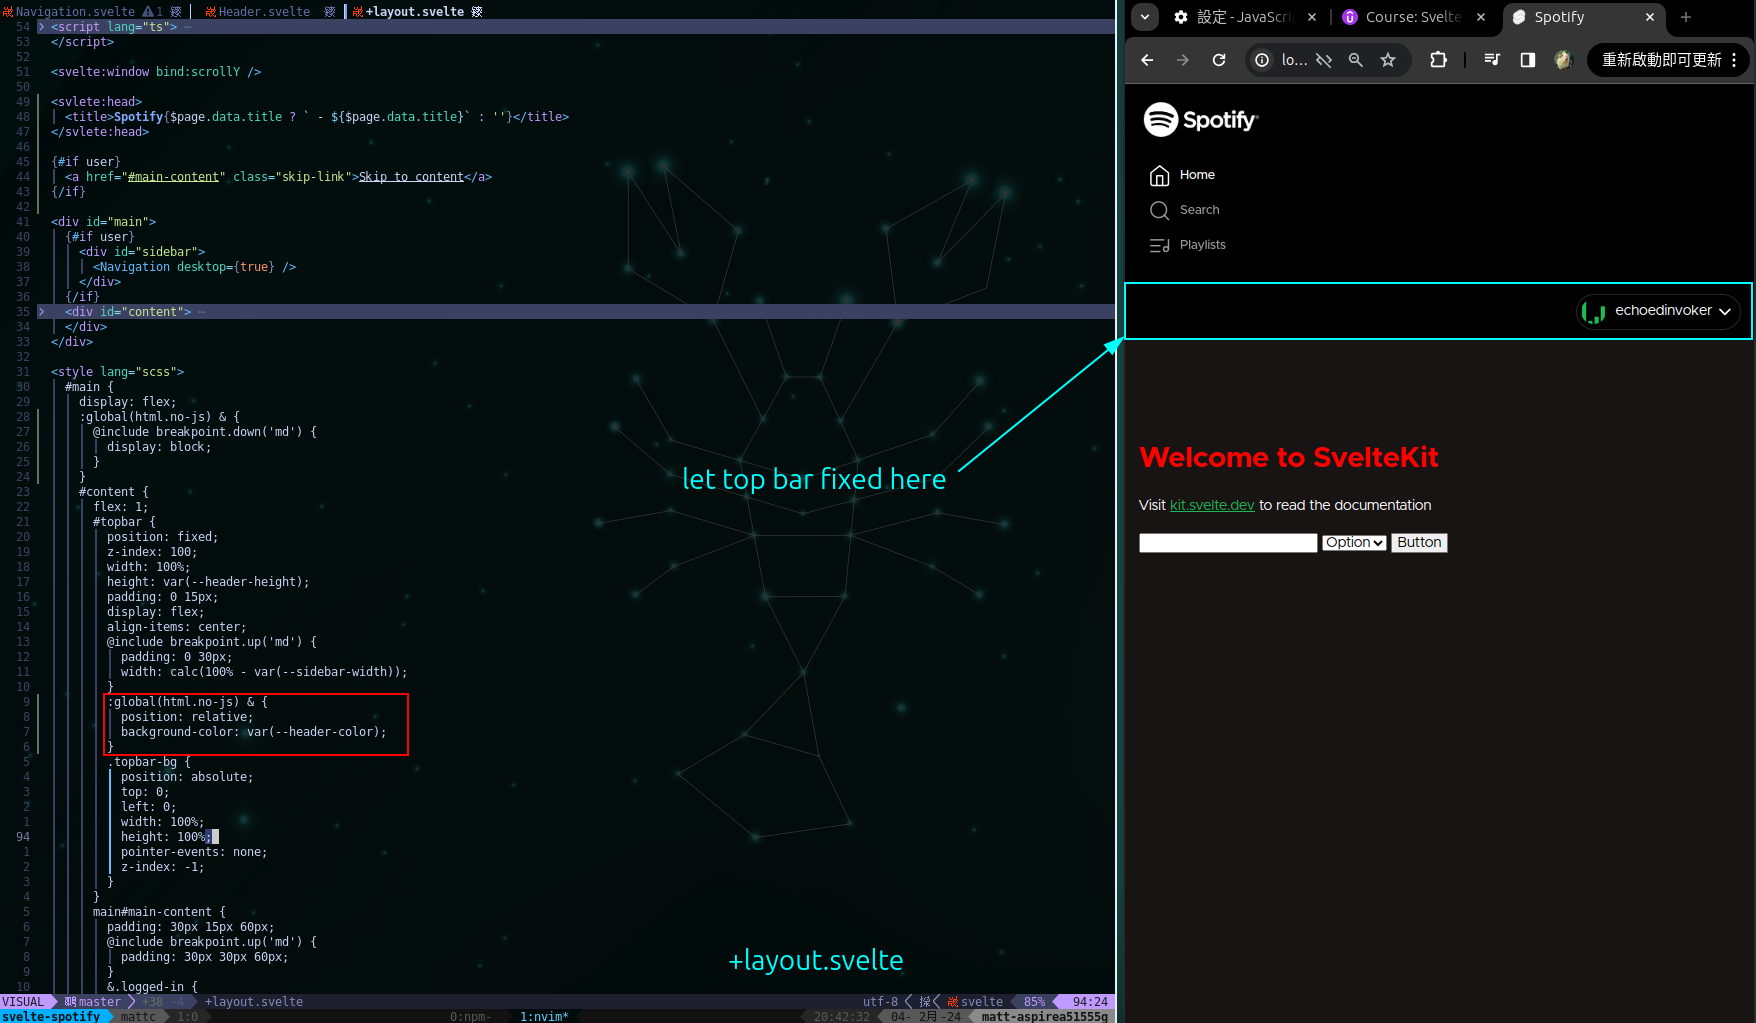 Navigation.svelte 1 Header.svelte +layout.svelte
54 <script lang="ts"> ⋯
53 </script>
52
51 <svelte:window bind:scrollY />
50
49 <svlete:head>
48 <title>Spotify{$page.data.title ? ` - ${$page.data.title}` : ''}</title>
47 </svlete:head>
46
45 {#if user}
44 <a href="#main-content" class="skip-link">Skip to content</a>
43 {/if}
42
41 <div id="main">
40 {#if user}
39 <div id="sidebar">
38 <Navigation desktop={true} />
37 </div>
36 {/if}
35 <div id="content"> ⋯
34 </div>
33 </div>
32
31 <style lang="scss">
30 #main {
29 display: flex;
28 :global(html.no-js) & {
27 @include breakpoint.down('md') {
26 display: block;
25 }
24 }
23 #content {
22 flex: 1;
21 #topbar {
20 position: fixed;
19 z-index: 100;
18 width: 100%;
17 height: var(--header-height);
16 padding: 0 15px;
15 display: flex;
14 align-items: center;
13 @include breakpoint.up('md') {
12 padding: 0 30px;
11 width: calc(100% - var(--sidebar-width));
10 }
9 :global(html.no-js) & {
8 position: relative;
7 background-color: var(--header-color);
6 }
5 .topbar-bg {
4 position: absolute;
3 top: 0;
2 left: 0;
1 width: 100%;
94 height: 100%;
1 pointer-events: none;
2 z-index: -1;
3 }
4 }
5 main#main-content {
6 padding: 30px 15px 60px;
7 @include breakpoint.up('md') {
8 padding: 30px 30px 60px;
9 }
10 &.logged-in {
VISUAL master +38 ~4 +layout.svelte utf-8 svelte 85% 94:24
svelte-spotify mattc 1:0 0:npm- 1:nvim* 20:42:32 04- 2月 -24 matt-aspirea51555g
let top bar fixed here
+layout.svelte
設定 - JavaScri Course: Svelte Spotify
lo... 重新啟動即可更新
Spotify
Home
Search
Playlists
echoedinvoker
Welcome to SvelteKit
Visit kit.svelte.dev to read the documentation
Option Button